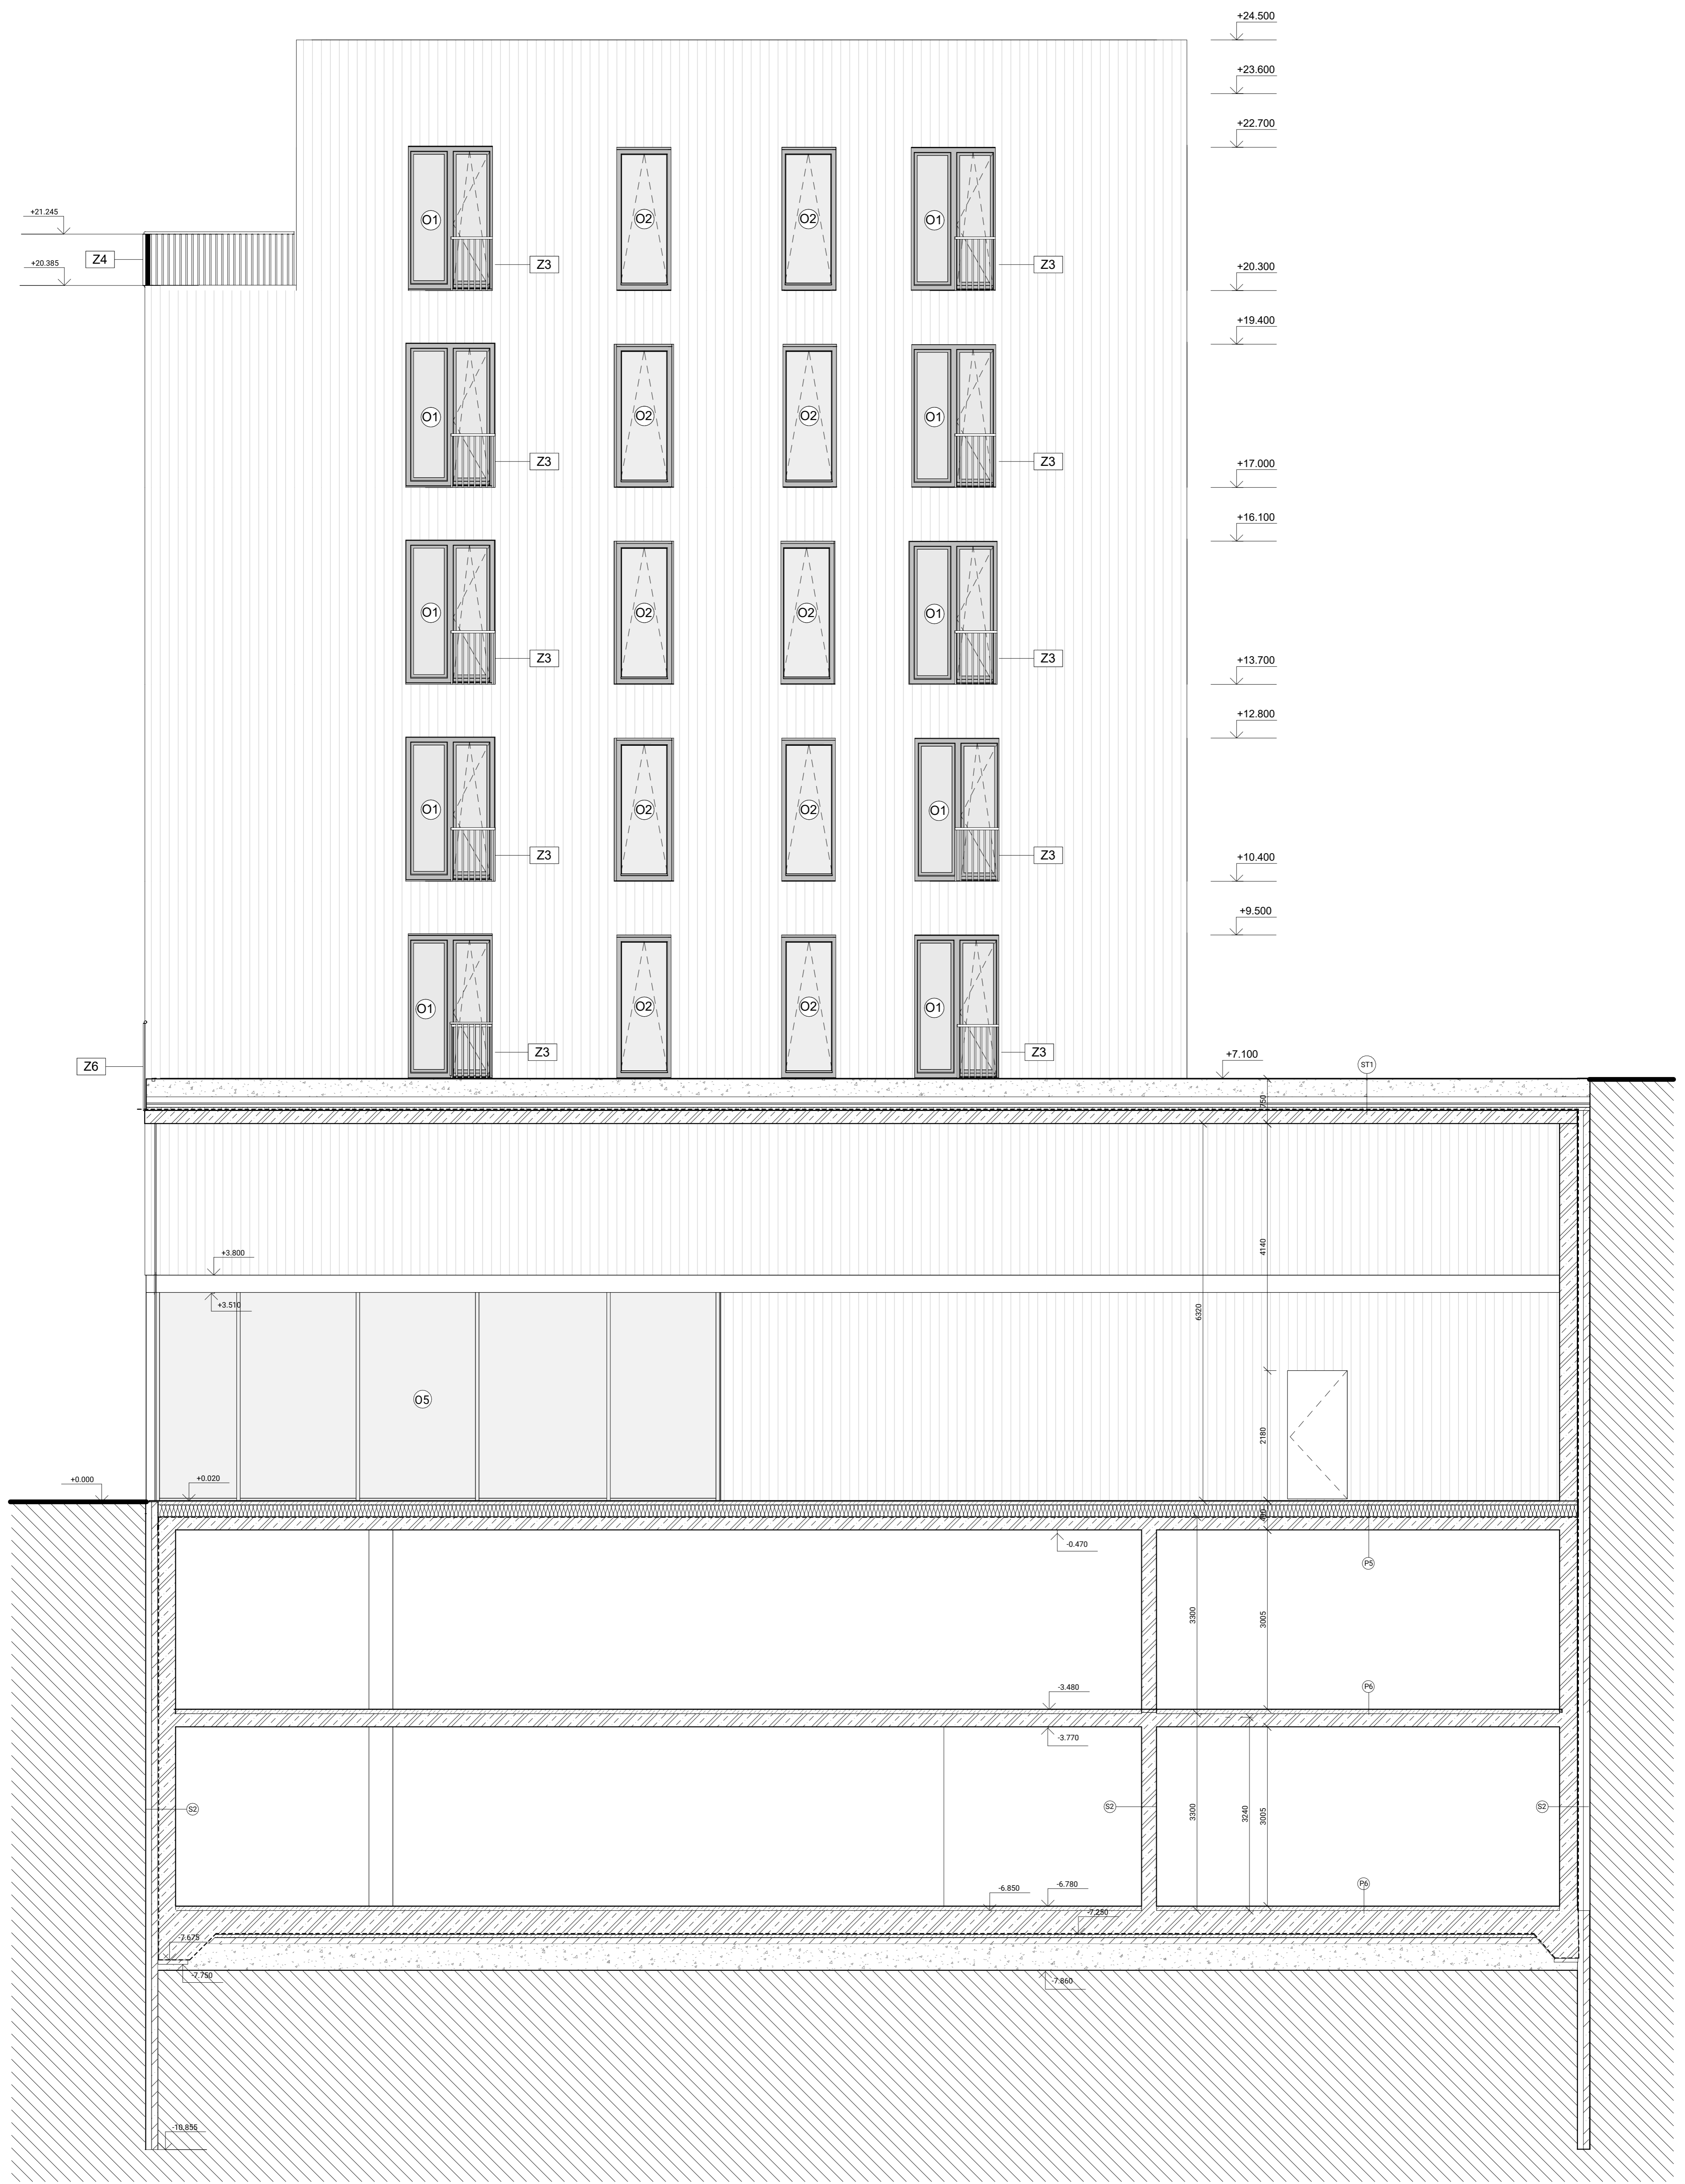 +24.500
+23.600
+22.700
+21.245
O1
O2
O2
O1
Z4
+20.385
Z3
Z3
+20.300
+19.400
O1
O2
O2
O1
Z3
Z3
+17.000
+16.100
O1
O2
O2
O1
Z3
Z3
+13.700
+12.800
O1
O2
O2
O1
Z3
Z3
+10.400
+9.500
O1
O2
O2
O1
Z3
Z3
Z6
+7.100
ST1
750
4140
+3.800
+3.510
6320
O5
2180
+0.000
+0.020
-0.470
P5
3300
3005
-3.480
P6
-3.770
S2
S2
S2
3300
3240
3005
-6.850
-6.780
P6
-7.250
-7.675
-7.750
-7.860
-10.855